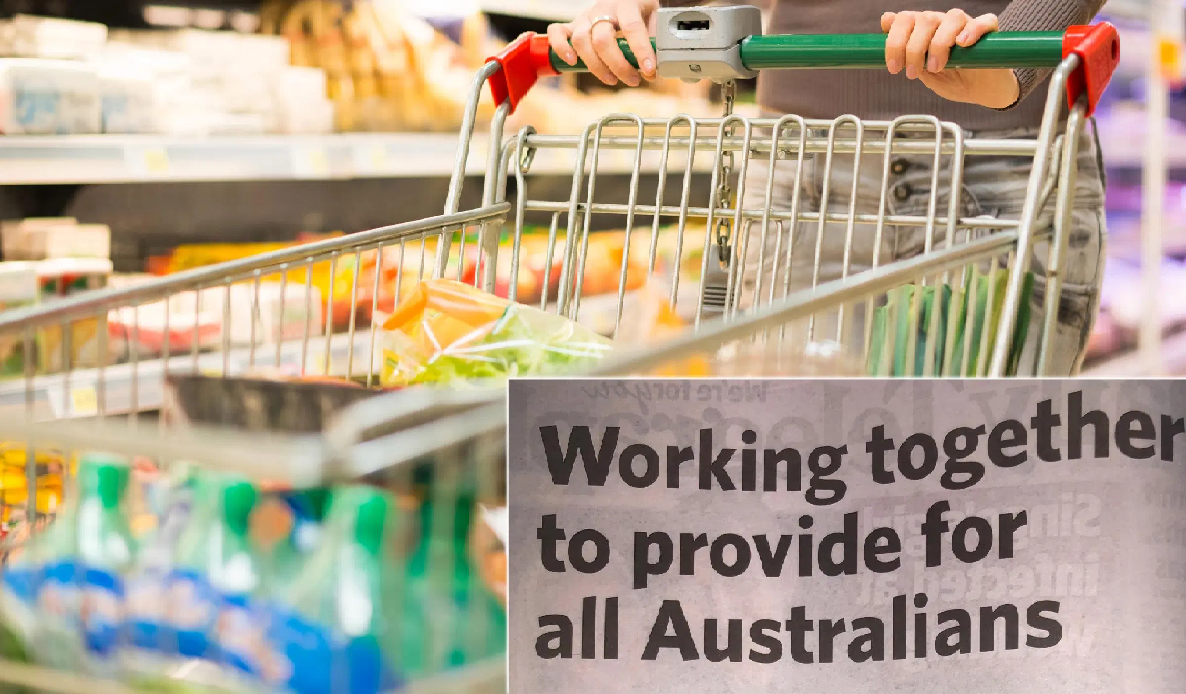 Working together
to provide for
all Australians